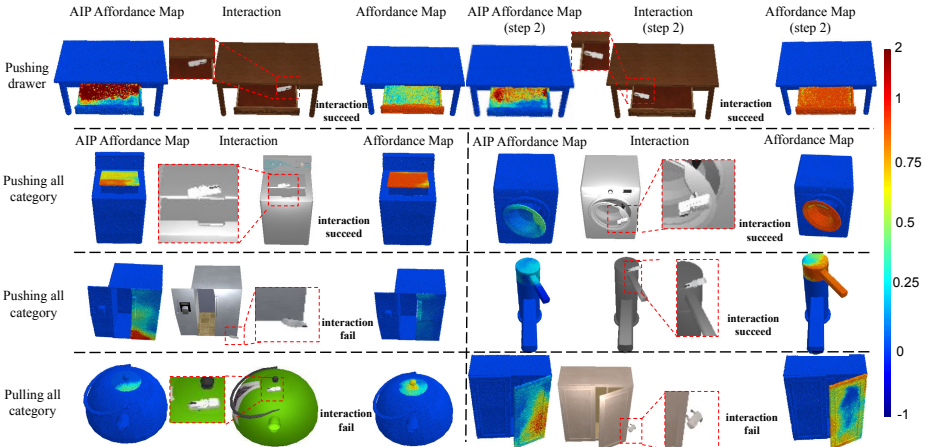 AIP Affordance Map Interaction Affordance Map AIP Affordance Map (step 2) Interaction (step 2) Affordance Map (step 2)
Pushing drawer
interaction succeed
interaction succeed
AIP Affordance Map Interaction Affordance Map AIP Affordance Map Interaction Affordance Map
Pushing all category
interaction succeed
interaction succeed
Pushing all category
interaction fail
interaction succeed
Pulling all category
interaction fail
interaction fail
2
1
0.75
0.5
0.25
0
-1